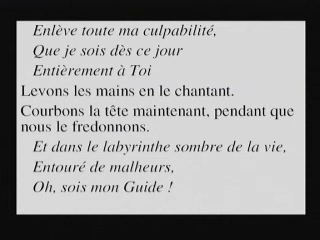 Enlève toute ma culpabilité,
Que je sois dès ce jour
Entièrement à Toi
Levons les mains en le chantant.
Courbons la tête maintenant, pendant que
nous le fredonnons.
Et dans le labyrinthe sombre de la vie,
Entouré de malheurs,
Oh, sois mon Guide !